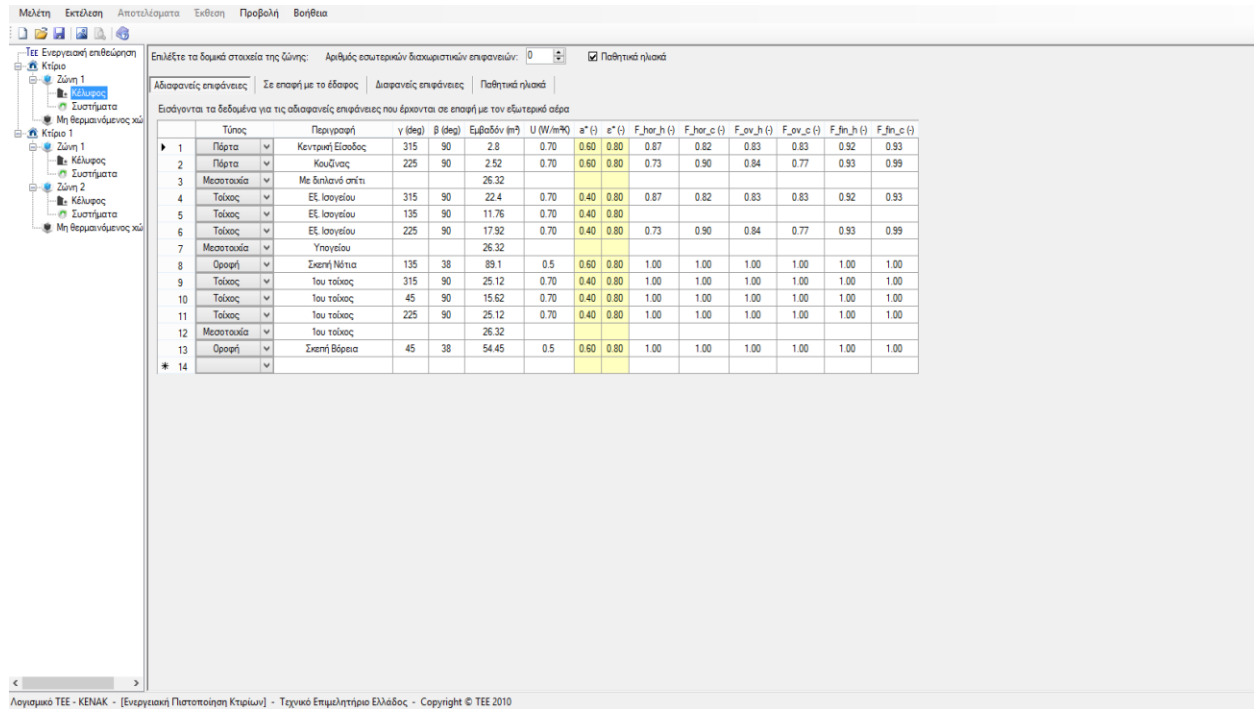 Μελέτη Εκτέλεση Αποτελέσματα Έκθεση Προβολή Βοήθεια
ΤΕΕ Ενεργειακή επιθεώρηση
Κτίριο
Ζώνη 1
Κέλυφος
Συστήματα
Μη θερμαινόμενος χώ
Κτίριο 1
Ζώνη 1
Κέλυφος
Συστήματα
Ζώνη 2
Κέλυφος
Συστήματα
Μη θερμαινόμενος χώ
Επιλέξτε τα δομικά στοιχεία της ζώνης: Αριθμός εσωτερικών διαχωριστικών επιφανειών: 0 Παθητικά ηλιακά
Αδιαφανείς επιφάνειες Σε επαφή με το έδαφος Διαφανείς επιφάνειες Παθητικά ηλιακά
Εισάγονται τα δεδομένα για τις αδιαφανείς επιφάνειες που έρχονται σε επαφή με τον εξωτερικό αέρα
Τύπος Περιγραφή γ (deg) β (deg) Εμβαδόν (m²) U (W/m²K) α* (-) ε* (-) F_hor_h (-) F_hor_c (-) F_ov_h (-) F_ov_c (-) F_fin_h (-) F_fin_c (-)
1 Πόρτα Κεντρική Είσοδος 315 90 2.8 0.70 0.60 0.80 0.87 0.82 0.83 0.83 0.92 0.93
2 Πόρτα Κουζίνας 225 90 2.52 0.70 0.60 0.80 0.73 0.90 0.84 0.77 0.93 0.99
3 Μεσοτοιχία Με διπλανό σπίτι 26.32
4 Τοίχος Εξ. Ισογείου 315 90 22.4 0.70 0.40 0.80 0.87 0.82 0.83 0.83 0.92 0.93
5 Τοίχος Εξ. Ισογείου 135 90 11.76 0.70 0.40 0.80
6 Τοίχος Εξ. Ισογείου 225 90 17.92 0.70 0.40 0.80 0.73 0.90 0.84 0.77 0.93 0.99
7 Μεσοτοιχία Υπογείου 26.32
8 Οροφή Σκεπή Νότια 135 38 89.1 0.5 0.60 0.80 1.00 1.00 1.00 1.00 1.00 1.00
9 Τοίχος 1ου τοίχος 315 90 25.12 0.70 0.40 0.80 1.00 1.00 1.00 1.00 1.00 1.00
10 Τοίχος 1ου τοίχος 45 90 15.62 0.70 0.40 0.80 1.00 1.00 1.00 1.00 1.00 1.00
11 Τοίχος 1ου τοίχος 225 90 25.12 0.70 0.40 0.80 1.00 1.00 1.00 1.00 1.00 1.00
12 Μεσοτοιχία 1ου τοίχος 26.32
13 Οροφή Σκεπή Βόρεια 45 38 54.45 0.5 0.60 0.80 1.00 1.00 1.00 1.00 1.00 1.00
14
Λογισμικό ΤΕΕ - ΚΕΝΑΚ - [Ενεργειακή Πιστοποίηση Κτιρίων] - Τεχνικό Επιμελητήριο Ελλάδος - Copyright © ΤΕΕ 2010